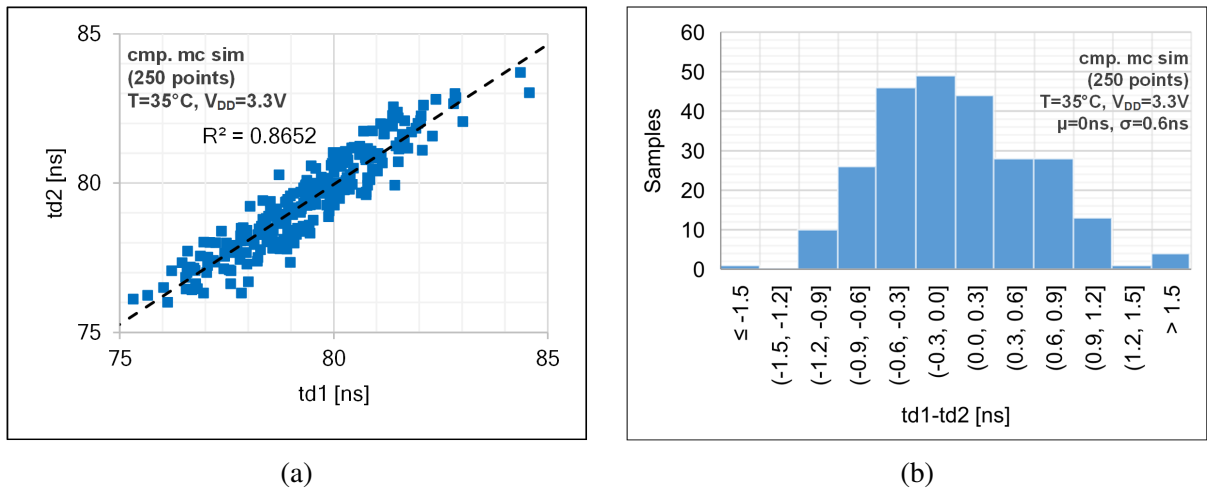 85
cmp. mc sim
(250 points)
T=35°C, VDD=3.3V
R² = 0.8652
80
td2 [ns]
75
75 80 85
td1 [ns]
(a)
60
cmp. mc sim
(250 points)
T=35°C, VDD=3.3V
µ=0ns, σ=0.6ns
50
40
30
20
10
0
Samples
≤ -1.5
(-1.5, -1.2]
(-1.2, -0.9]
(-0.9, -0.6]
(-0.6, -0.3]
(-0.3, 0.0]
(0.0, 0.3]
(0.3, 0.6]
(0.6, 0.9]
(0.9, 1.2]
(1.2, 1.5]
> 1.5
td1-td2 [ns]
(b)